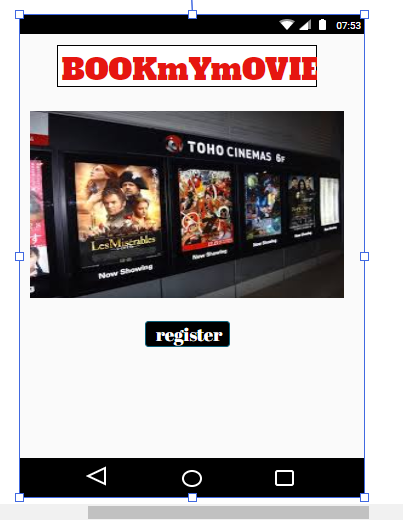 07:53
BOOKmYmOVIE
TOHO CINEMAS 6F
LES MISÉRABLES
Now Showing
Now Showing
Now Showing
Now Showing
register